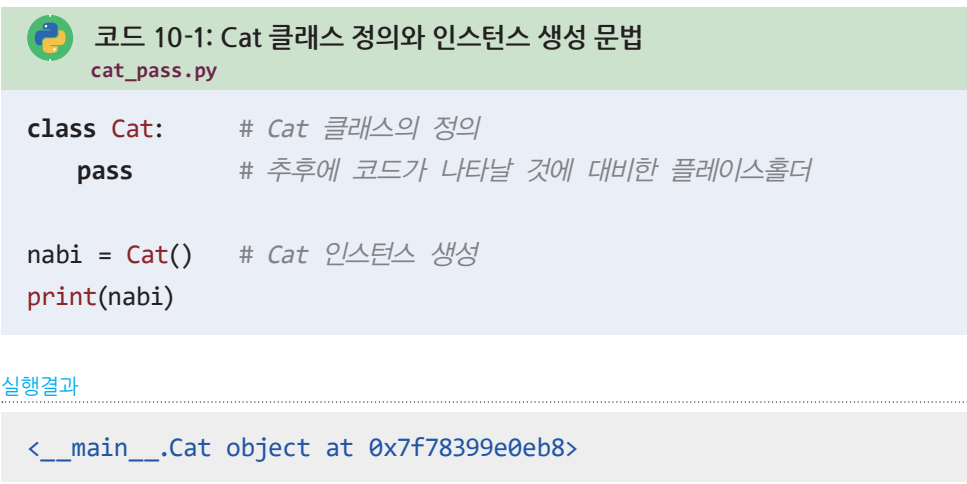 코드 10-1: Cat 클래스 정의와 인스턴스 생성 문법
cat_pass.py
class Cat: # Cat 클래스의 정의
pass # 추후에 코드가 나타날 것에 대비한 플레이스홀더
nabi = Cat() # Cat 인스턴스 생성
print(nabi)
실행결과
<__main__.Cat object at 0x7f78399e0eb8>